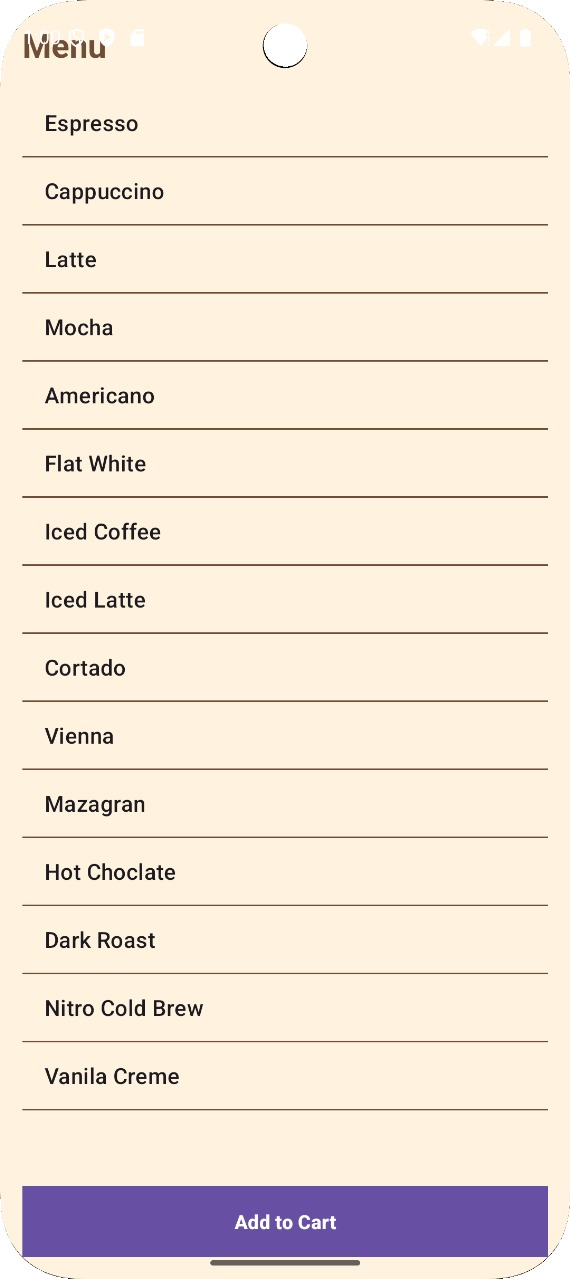 Menu
Espresso
Cappuccino
Latte
Mocha
Americano
Flat White
Iced Coffee
Iced Latte
Cortado
Vienna
Mazagran
Hot Choclate
Dark Roast
Nitro Cold Brew
Vanila Creme
Add to Cart